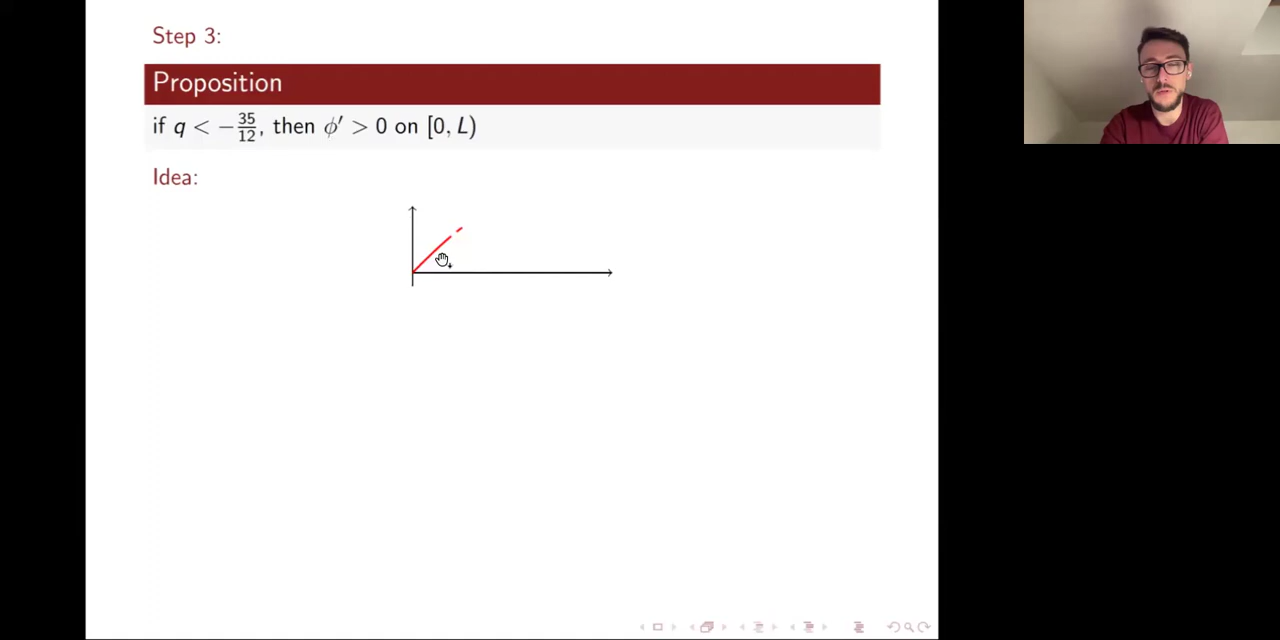 Step 3:
Proposition
if q < −35/12, then ϕ′ > 0 on [0, L)
Idea: